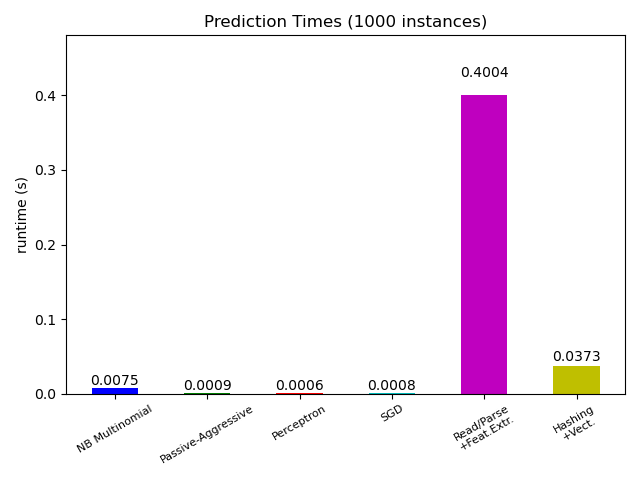 Prediction Times (1000 instances)
runtime (s)
0.4
0.3
0.2
0.1
0.0
0.0075
0.0009
0.0006
0.0008
0.4004
0.0373
NB Multinomial
Passive-Aggressive
Perceptron
SGD
Read/Parse
+Feat.Extr.
Hashing
+Vect.